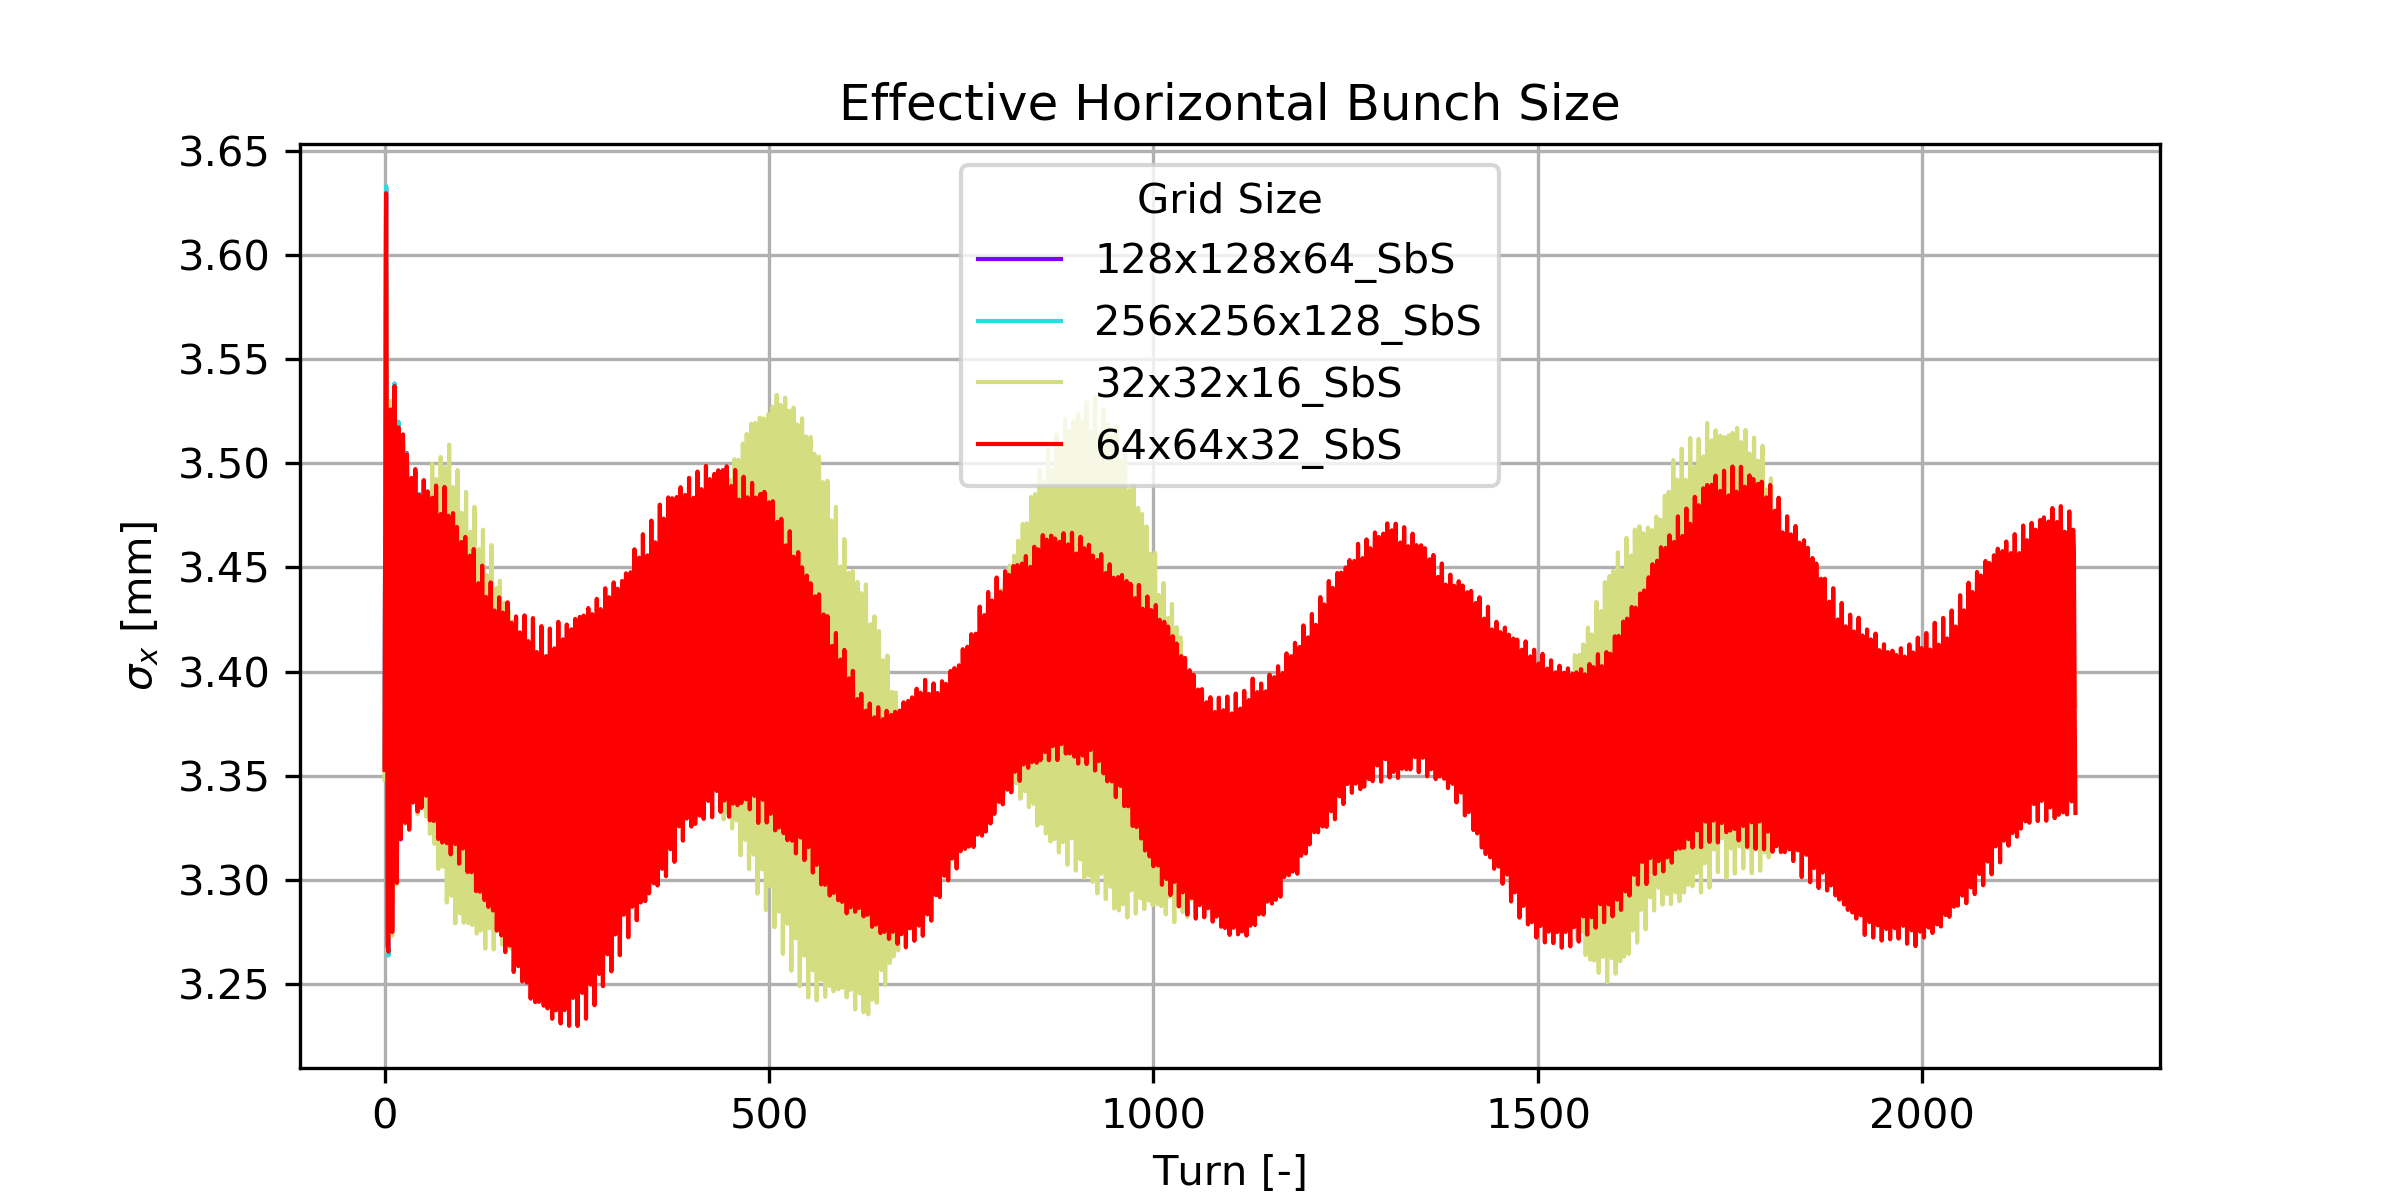 Effective Horizontal Bunch Size
3.65
3.60
3.55
3.50
3.45
3.40
3.35
3.30
3.25
σx [mm]
Grid Size
128x128x64_SbS
256x256x128_SbS
32x32x16_SbS
64x64x32_SbS
0 500 1000 1500 2000
Turn [-]